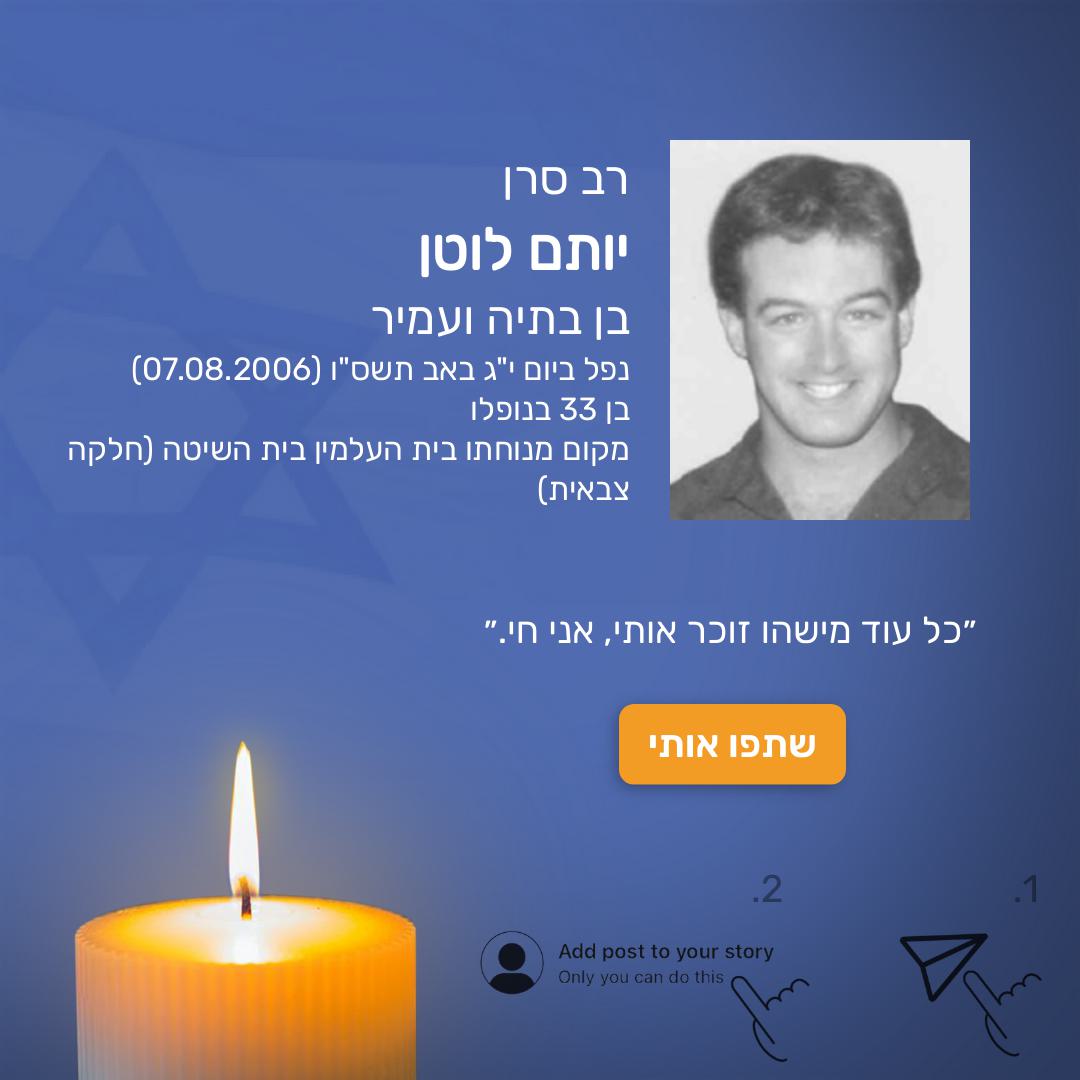 רב סרן
יותם לוטן
בן בתיה ועמיר
נפל ביום י"ג באב תשס"ו (07.08.2006)
בן 33 בנופלו
מקום מנוחתו בית העלמין בית השיטה (חלקה
צבאית)
״כל עוד מישהו זוכר אותי, אני חי.״
שתפו אותי
1.
2.
Add post to your story
Only you can do this